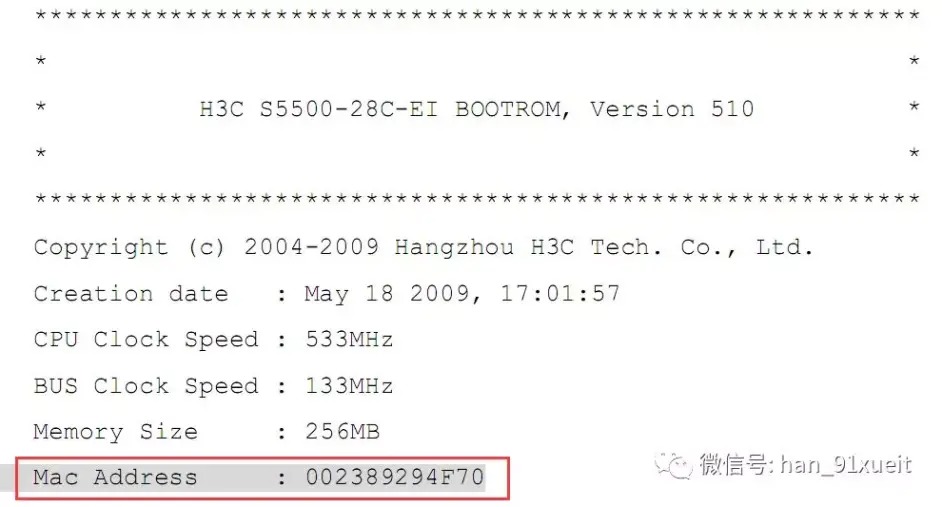 ***********************************************************
*                                                         *
*          H3C S5500-28C-EI BOOTROM, Version 510          *
*                                                         *
***********************************************************
Copyright (c) 2004-2009 Hangzhou H3C Tech. Co., Ltd.
Creation date   : May 18 2009, 17:01:57
CPU Clock Speed : 533MHz
BUS Clock Speed : 133MHz
Memory Size     : 256MB
Mac Address     : 002389294F70
微信号: han_91xueit